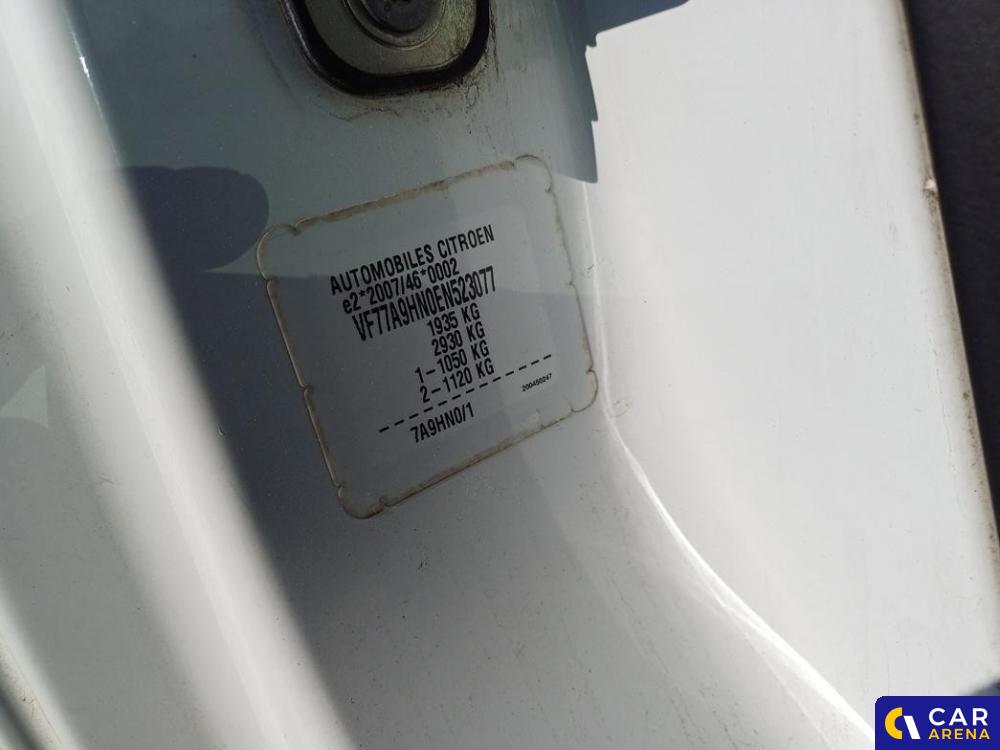 AUTOMOBILES CITROEN
e2*2007/46*0002
VF77A9HN0EN523077
1935 KG
2930 KG
1-1050 KG
2-1120 KG
200450247
7A9HN0/1
CAR
ARENA